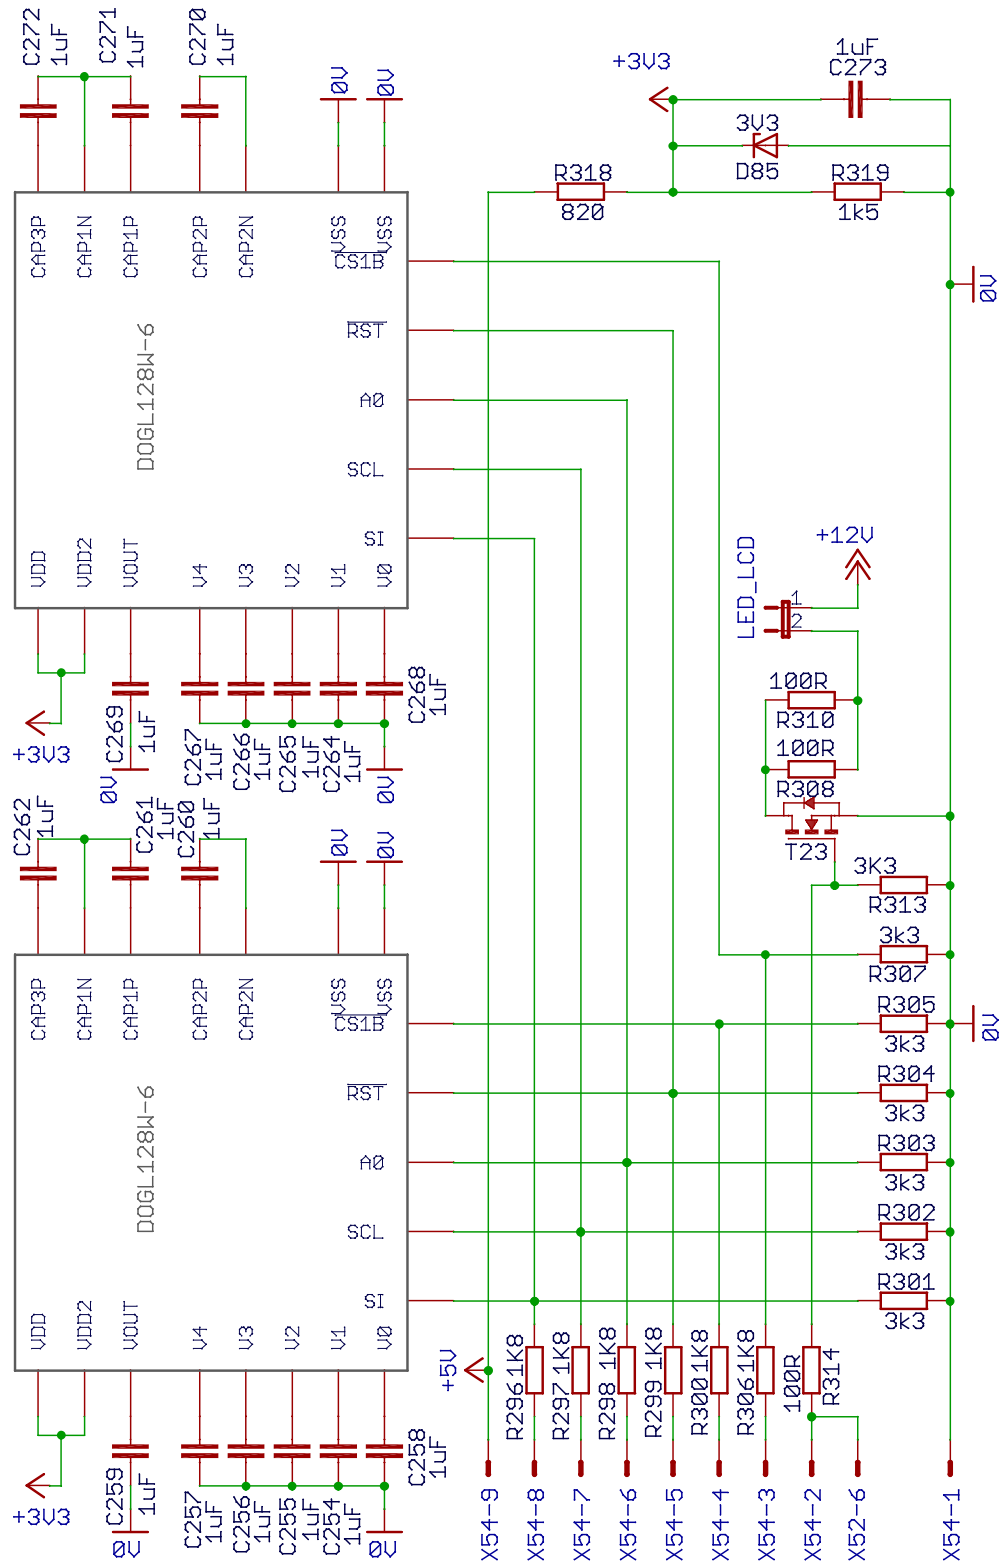 C272
1uF
C271
1uF
C270
1uF
0V
0V
CAP3P
CAP1N
CAP1P
CAP2P
CAP2N
VSS
VSS
CS1B
RST
A0
SCL
SI
DOGL128W-6
VDD
VDD2
VOUT
V4
V3
V2
V1
V0
+3V3
C269
1uF
0V
C267
1uF
C266
1uF
C265
1uF
C264
1uF
C268
1uF
0V
+3V3
1uF
C273
3V3
D85
R318
820
R319
1k5
0V
+12V
LED_LCD
1
2
100R
R310
100R
R308
T23
3K3
R313
3k3
R307
R305
3k3
0V
R304
3k3
R303
3k3
R302
3k3
R301
3k3
C262
1uF
C261
1uF
C260
1uF
0V
0V
CAP3P
CAP1N
CAP1P
CAP2P
CAP2N
VSS
VSS
CS1B
RST
A0
SCL
SI
DOGL128W-6
VDD
VDD2
VOUT
V4
V3
V2
V1
V0
+3V3
C259
1uF
0V
C257
1uF
C256
1uF
C255
1uF
C254
1uF
C258
1uF
0V
+5V
R296 1K8
R297 1K8
R298 1K8
R299 1K8
R300 1K8
R306 1K8
100R
R314
X54-9
X54-8
X54-7
X54-6
X54-5
X54-4
X54-3
X54-2
X52-6
X54-1